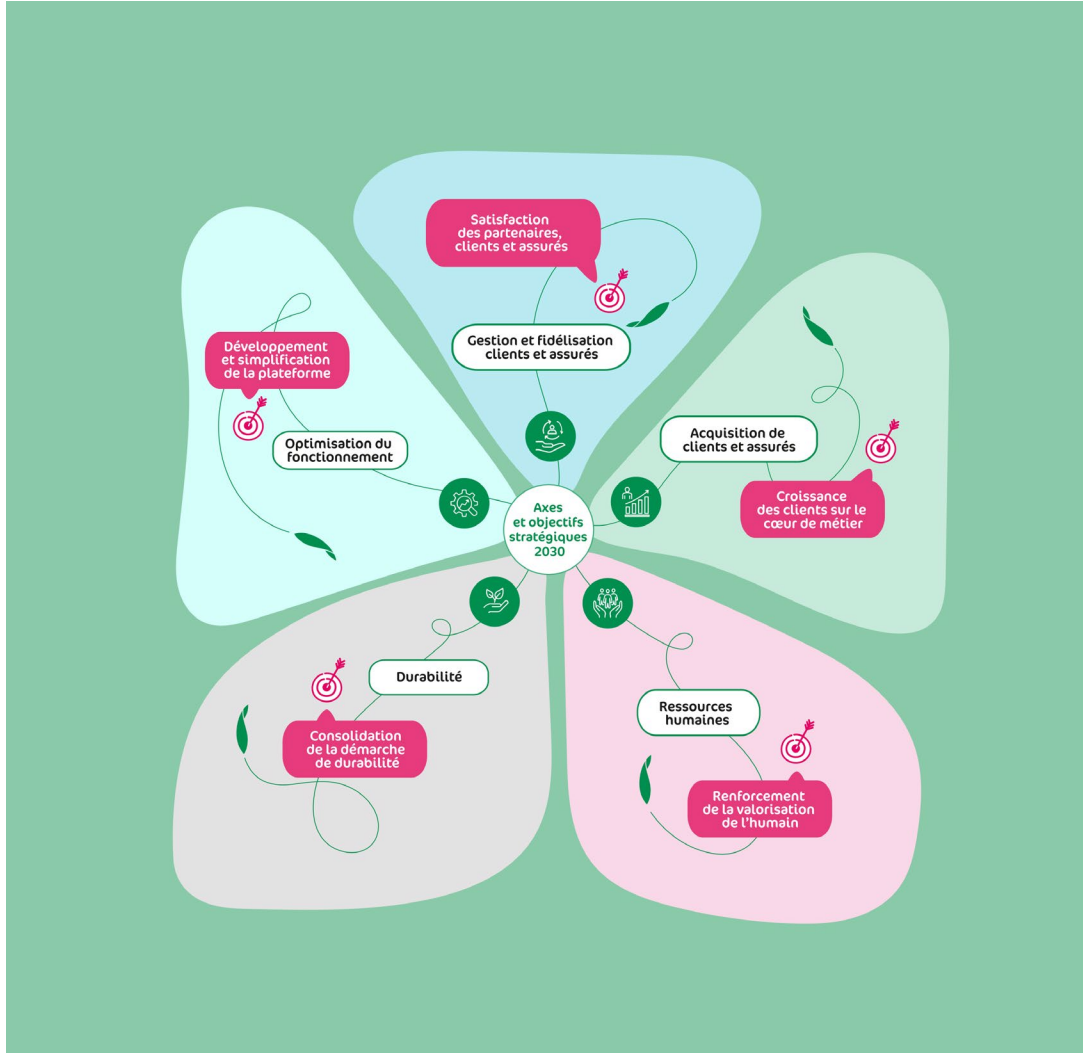 Satisfaction
des partenaires,
clients et assurés
Gestion et fidélisation
clients et assurés
Développement
et simplification
de la plateforme
Optimisation du
fonctionnement
Acquisition de
clients et assurés
Croissance
des clients sur le
cœur de métier
Axes
et objectifs
stratégiques
2030
Durabilité
Consolidation
de la démarche
de durabilité
Ressources
humaines
Renforcement
de la valorisation
de l'humain